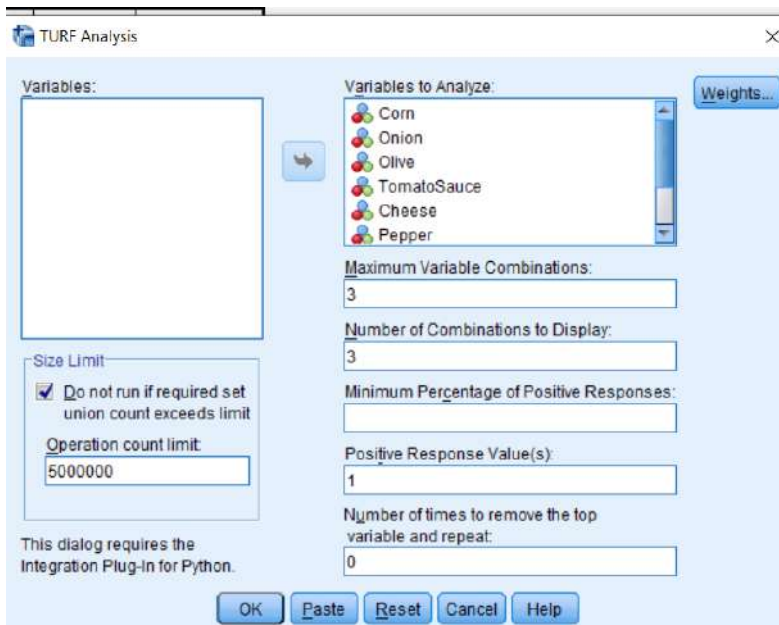 TURF Analysis
Variables:
Variables to Analyze:
Weights...
Corn
Onion
Olive
TomatoSauce
Cheese
Pepper
Maximum Variable Combinations:
3
Number of Combinations to Display:
3
Size Limit
Do not run if required set
union count exceeds limit
Operation count limit:
5000000
Minimum Percentage of Positive Responses:
Positive Response Value(s):
1
Number of times to remove the top
variable and repeat:
0
This dialog requires the
Integration Plug-In for Python.
OK Paste Reset Cancel Help